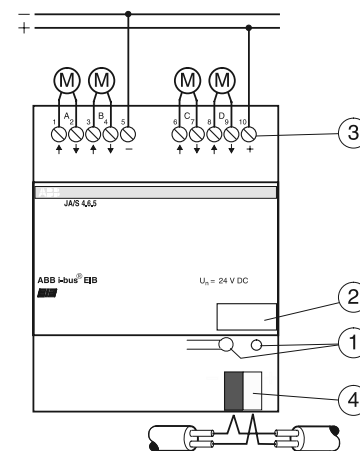 −
+
M M M M
A B C D
1 2 3 4 5 6 7 8 9 10
− +
3
ABB
JA/S 4.6.5
ABB i-bus® EIB
Un = 24 V DC
2
1
4